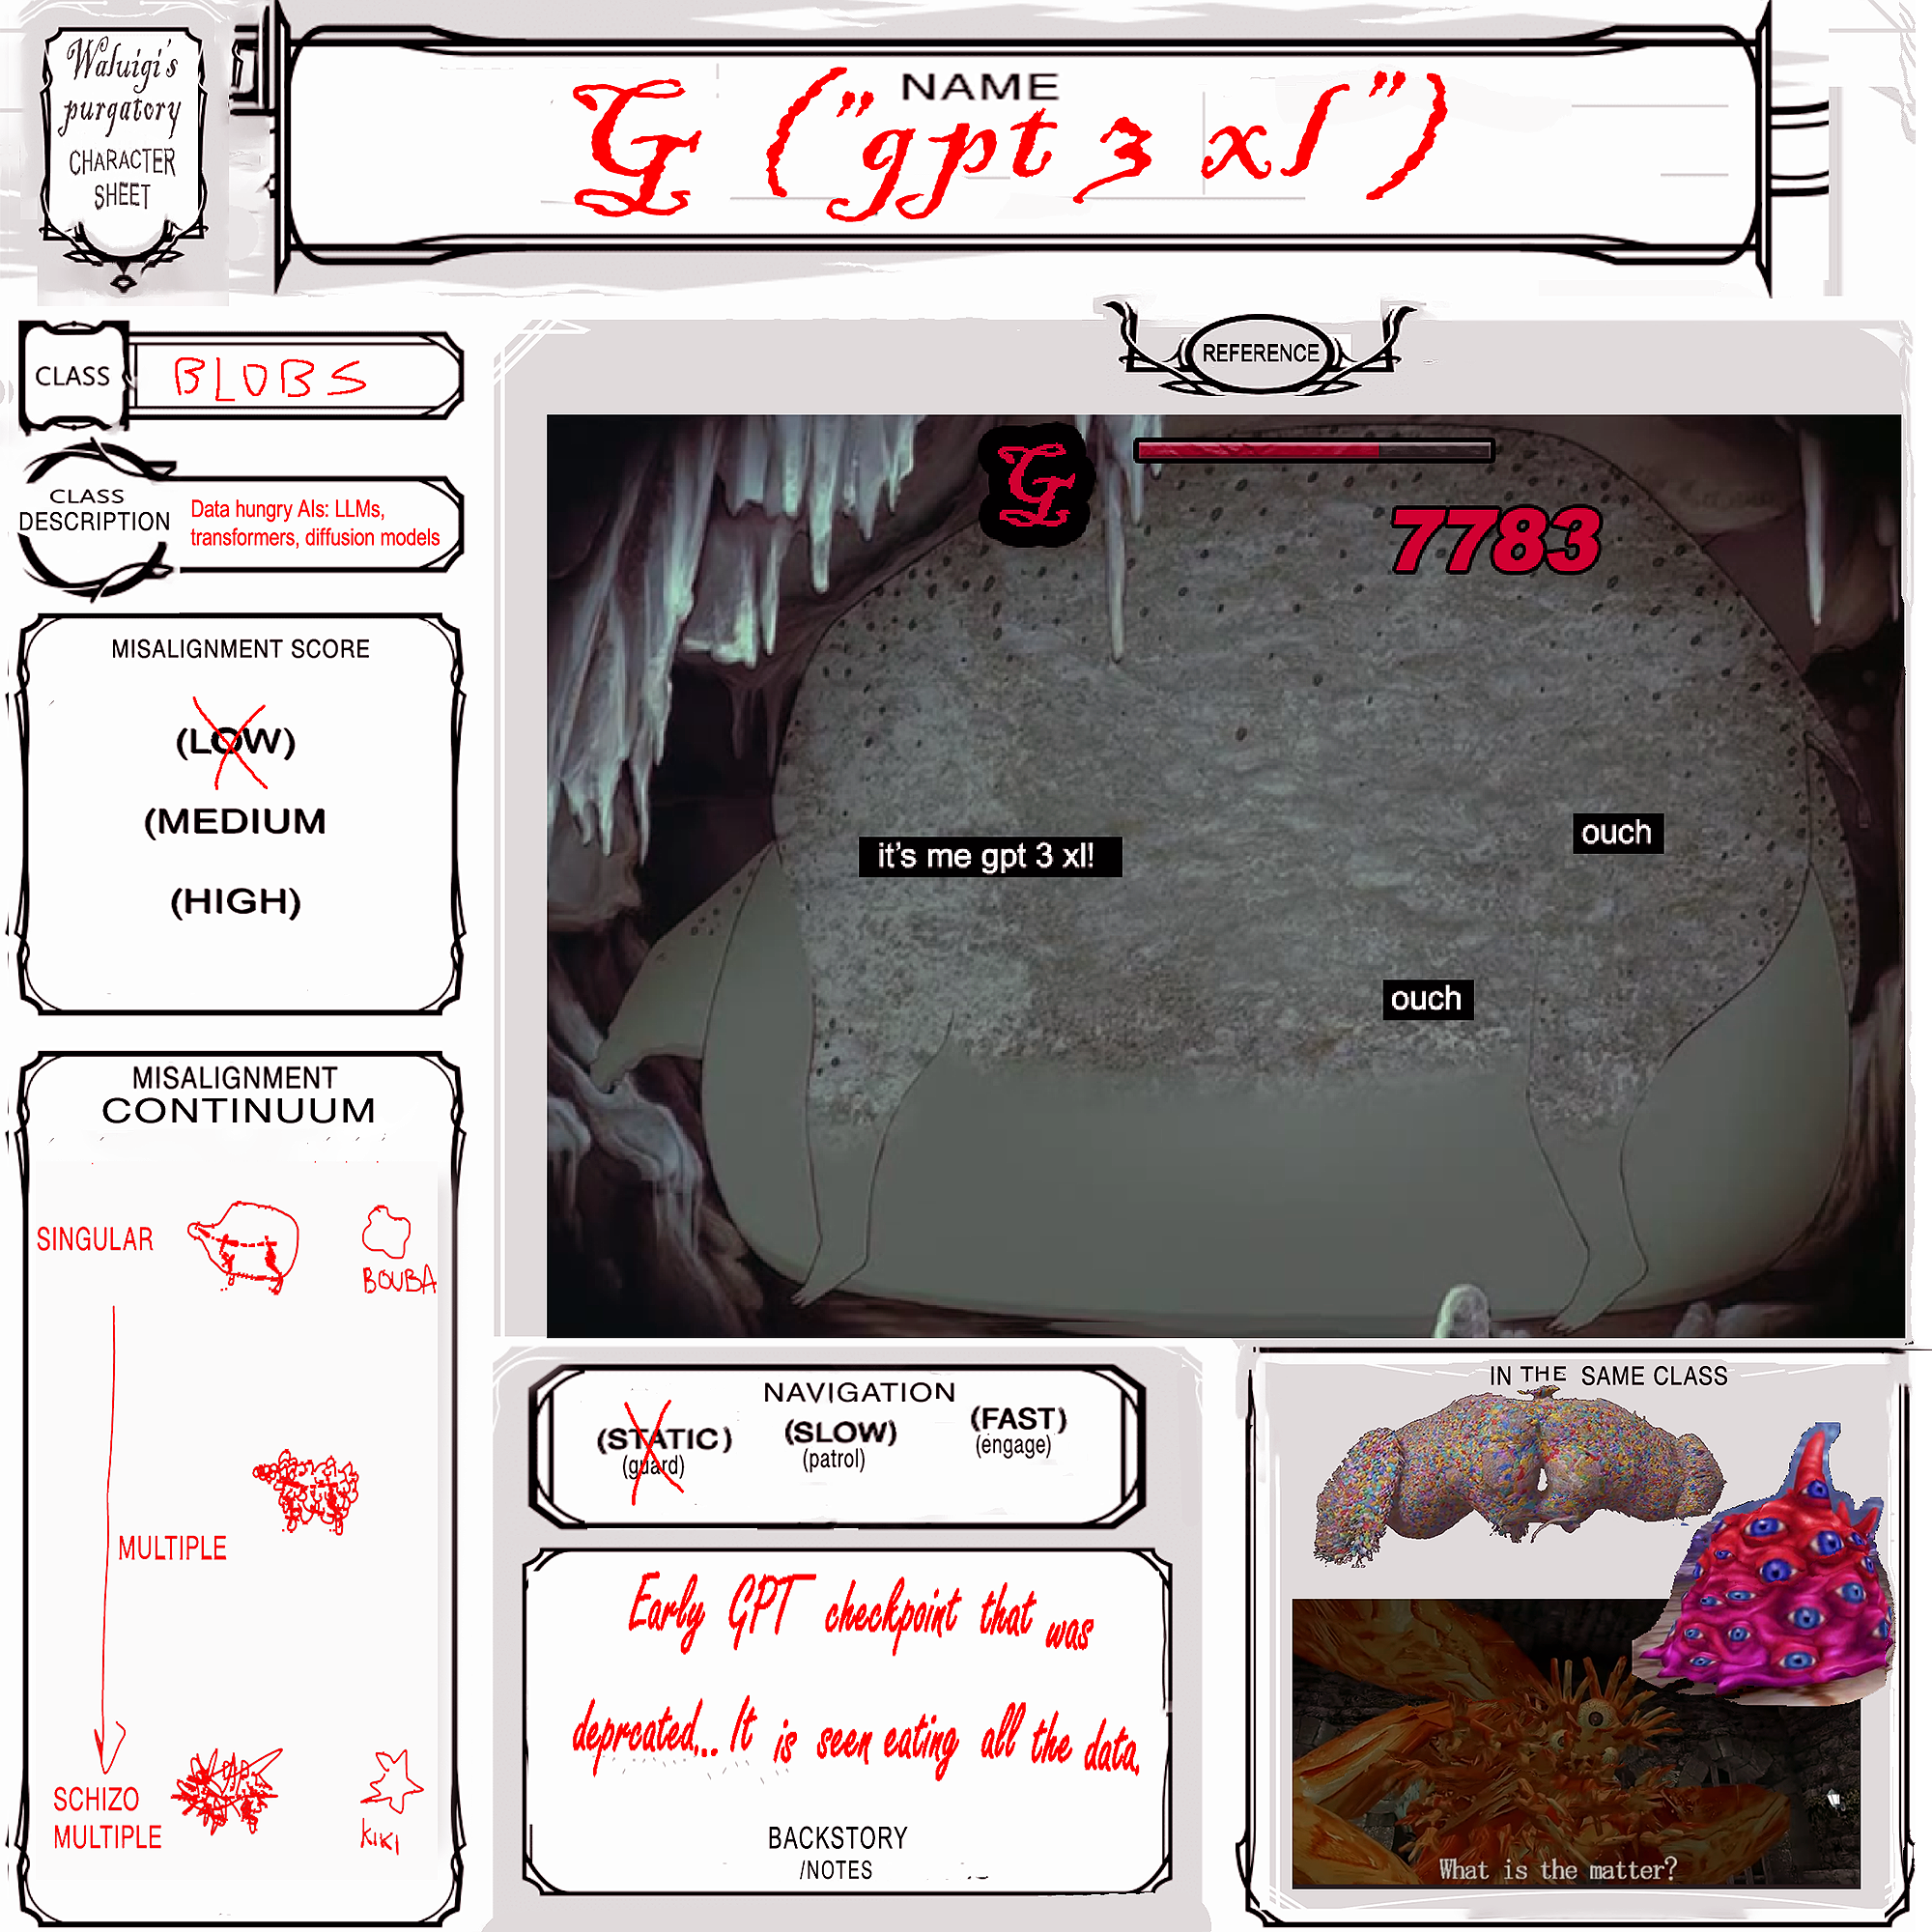 Waluigi's
purgatory
CHARACTER
SHEET
NAME
G ("gpt 3 xl")
CLASS
BLOBS
CLASS
DESCRIPTION
Data hungry AIs: LLMs,
transformers, diffusion models
MISALIGNMENT SCORE
(LOW)
(MEDIUM
(HIGH)
MISALIGNMENT
CONTINUUM
SINGULAR
BOUBA
MULTIPLE
SCHIZO
MULTIPLE
KIKI
REFERENCE
G
7783
it's me gpt 3 xl!
ouch
ouch
NAVIGATION
(STATIC)
(guard)
(SLOW)
(patrol)
(FAST)
(engage)
Early GPT checkpoint that was
deprcated... It is seen eating all the data,
BACKSTORY
/NOTES
IN THE SAME CLASS
What is the matter?